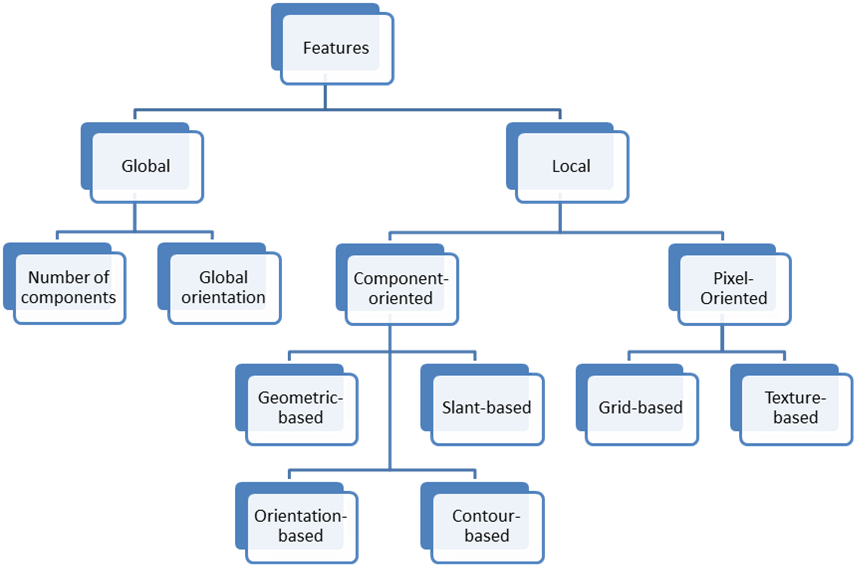 Features
Global
Local
Number of
components
Global
orientation
Component-
oriented
Pixel-
Oriented
Geometric-
based
Slant-based
Grid-based
Texture-
based
Orientation-
based
Contour-
based